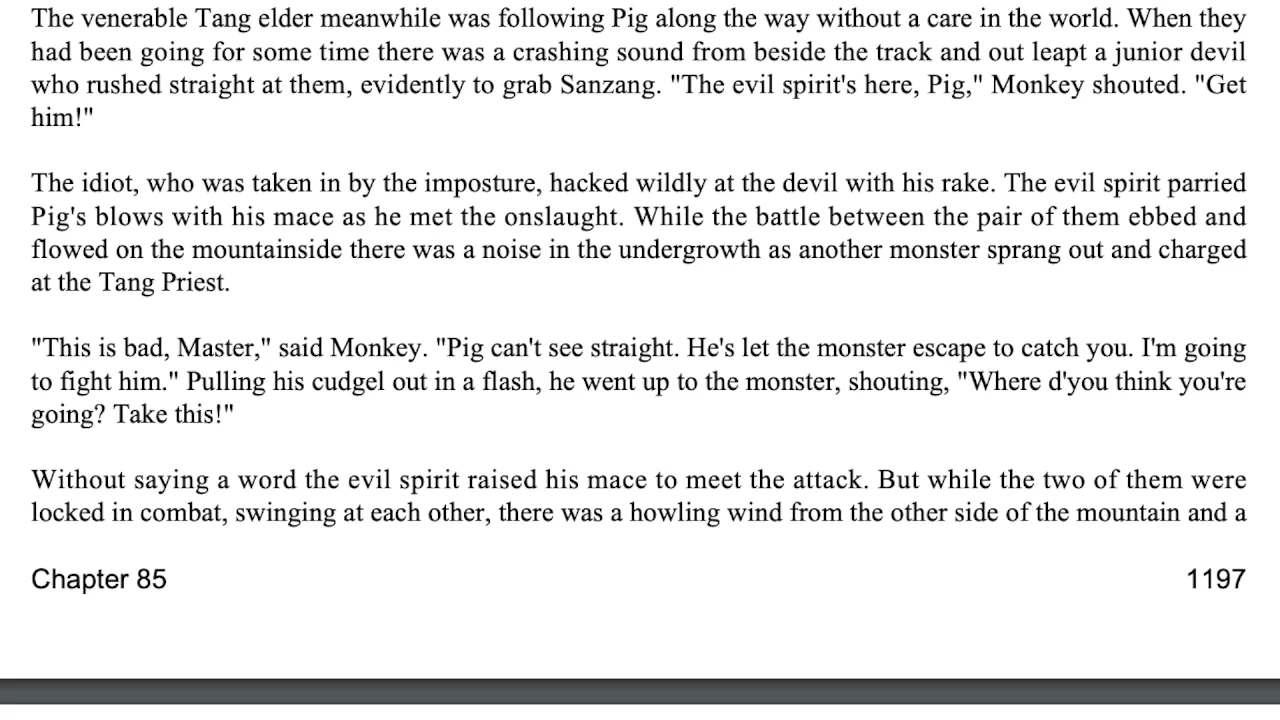 The venerable Tang elder meanwhile was following Pig along the way without a care in the world. When they
had been going for some time there was a crashing sound from beside the track and out leapt a junior devil
who rushed straight at them, evidently to grab Sanzang. "The evil spirit's here, Pig," Monkey shouted. "Get
him!"
The idiot, who was taken in by the imposture, hacked wildly at the devil with his rake. The evil spirit parried
Pig's blows with his mace as he met the onslaught. While the battle between the pair of them ebbed and
flowed on the mountainside there was a noise in the undergrowth as another monster sprang out and charged
at the Tang Priest.
"This is bad, Master," said Monkey. "Pig can't see straight. He's let the monster escape to catch you. I'm going
to fight him." Pulling his cudgel out in a flash, he went up to the monster, shouting, "Where d'you think you're
going? Take this!"
Without saying a word the evil spirit raised his mace to meet the attack. But while the two of them were
locked in combat, swinging at each other, there was a howling wind from the other side of the mountain and a
Chapter 85 1197